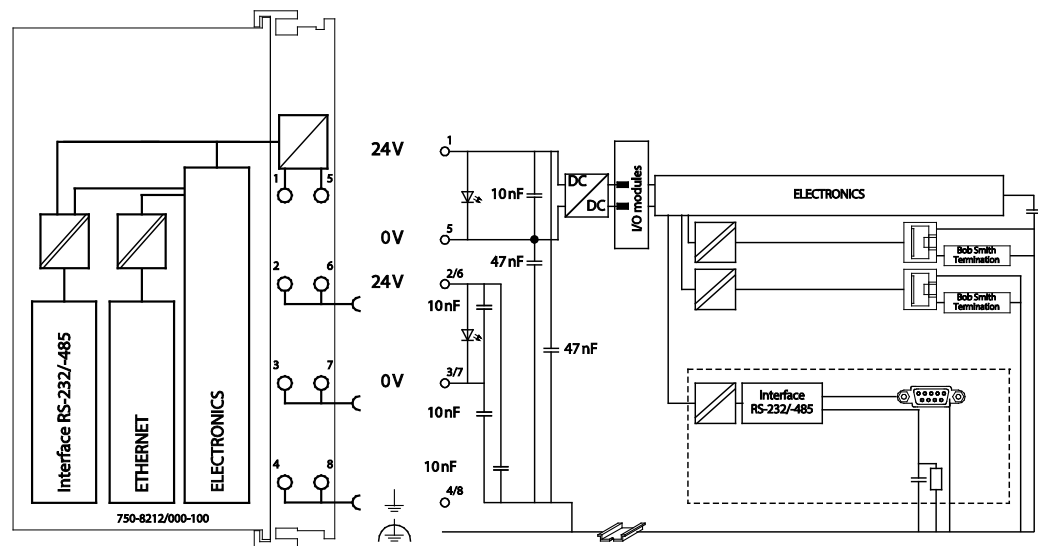 24V
1
0V
5
10nF
47nF
DC
DC
I/O modules
ELECTRONICS
Bob Smith
Termination
Bob Smith
Termination
1
5
2
6
24V
2/6
10nF
47nF
3
7
0V
3/7
10nF
10nF
4
8
4/8
Interface
RS-232/-485
Interface RS-232/-485
ETHERNET
ELECTRONICS
750-8212/000-100